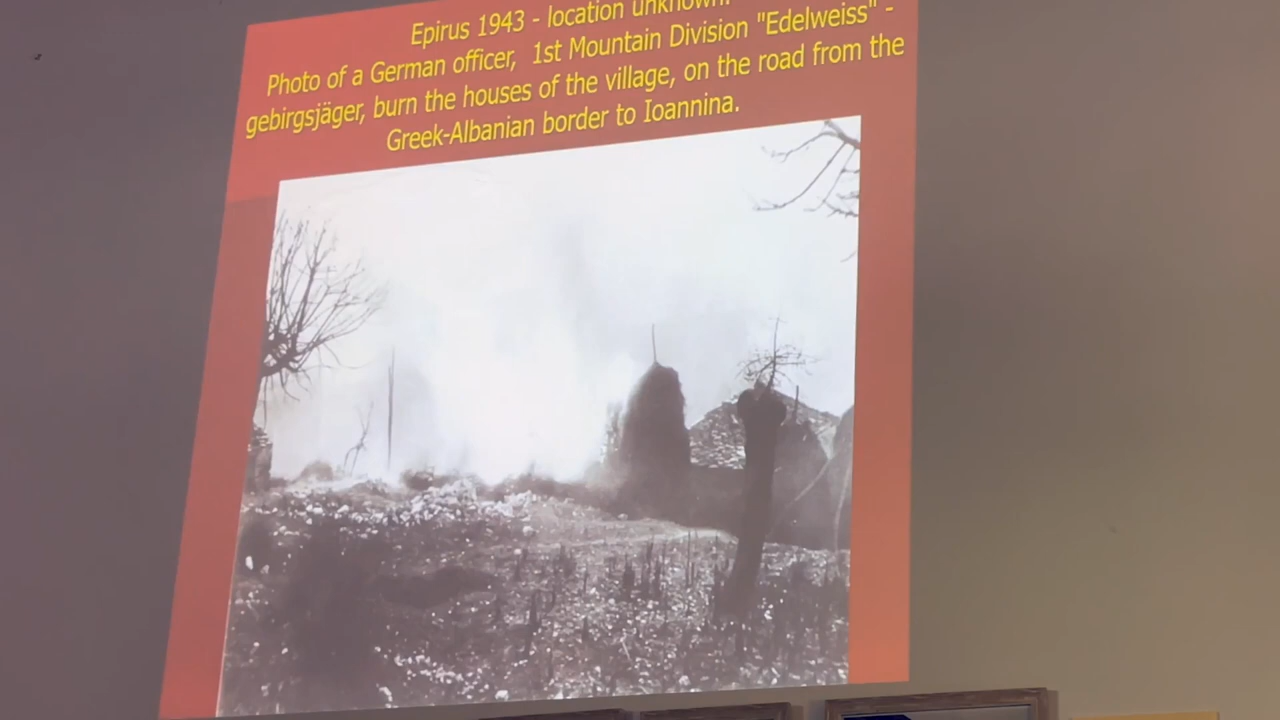 Epirus 1943 - location unknown.
Photo of a German officer, 1st Mountain Division "Edelweiss" -
gebirgsjäger, burn the houses of the village, on the road from the
Greek-Albanian border to Ioannina.